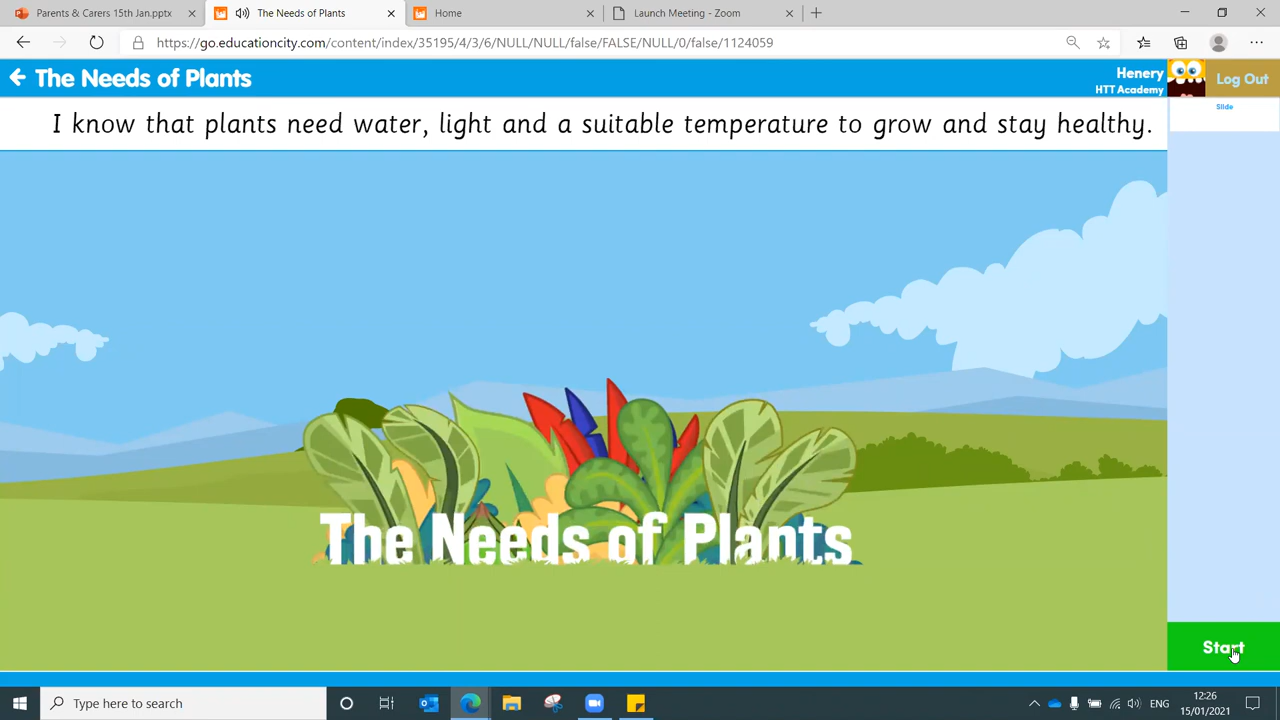 Parents & Carers 15th Jan.pptx
The Needs of Plants
Home
Launch Meeting - Zoom
https://go.educationcity.com/content/index/35195/4/3/6/NULL/NULL/false/FALSE/NULL/0/false/1124059
The Needs of Plants
Henery
HTT Academy
Log Out
I know that plants need water, light and a suitable temperature to grow and stay healthy.
Slide
The Needs of Plants
Start
Type here to search
ENG
12:26
15/01/2021